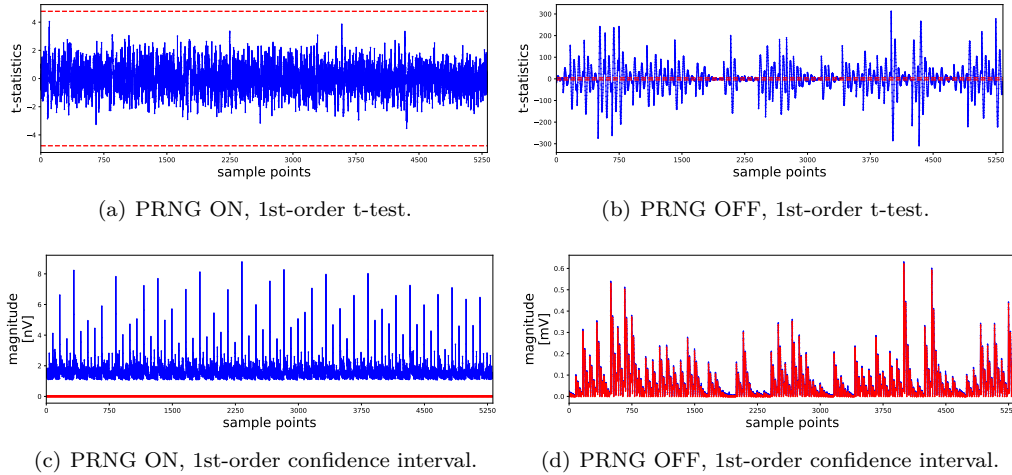 4
2
0
−2
−4
t-statistics
0 750 1500 2250 3000 3750 4500 5250
sample points
(a) PRNG ON, 1st-order t-test.
300
200
100
0
−100
−200
−300
t-statistics
0 750 1500 2250 3000 3750 4500 5250
sample points
(b) PRNG OFF, 1st-order t-test.
8
6
4
2
0
magnitude
[nV]
0 750 1500 2250 3000 3750 4500 5250
sample points
(c) PRNG ON, 1st-order confidence interval.
0.6
0.5
0.4
0.3
0.2
0.1
0.0
magnitude
[mV]
0 750 1500 2250 3000 3750 4500 5250
sample points
(d) PRNG OFF, 1st-order confidence interval.